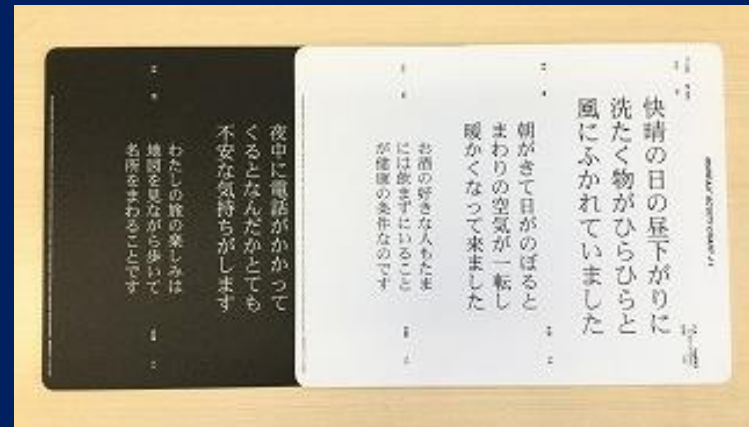 快晴の日の昼下がりに
洗たく物がひらひらと
風にふかれていました
朝がきて日がのぼると
まわりの空気が一転し
暖かくなって来ました
お酒の好きな人もたま
には飲まずにいること
が健康の条件なのです
夜中に電話がかかって
くるとなんだかとても
不安な気持ちがします
わたしの旅の楽しみは
地図を見ながら歩いて
名所をまわることです